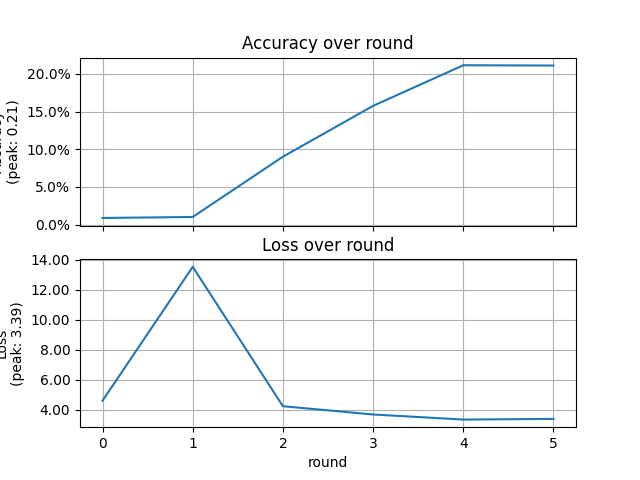 Accuracy over round
20.0%
15.0%
10.0%
5.0%
0.0%
(peak: 0.21)
Loss over round
14.00
12.00
10.00
8.00
6.00
4.00
Loss
(peak: 3.39)
0 1 2 3 4 5
round